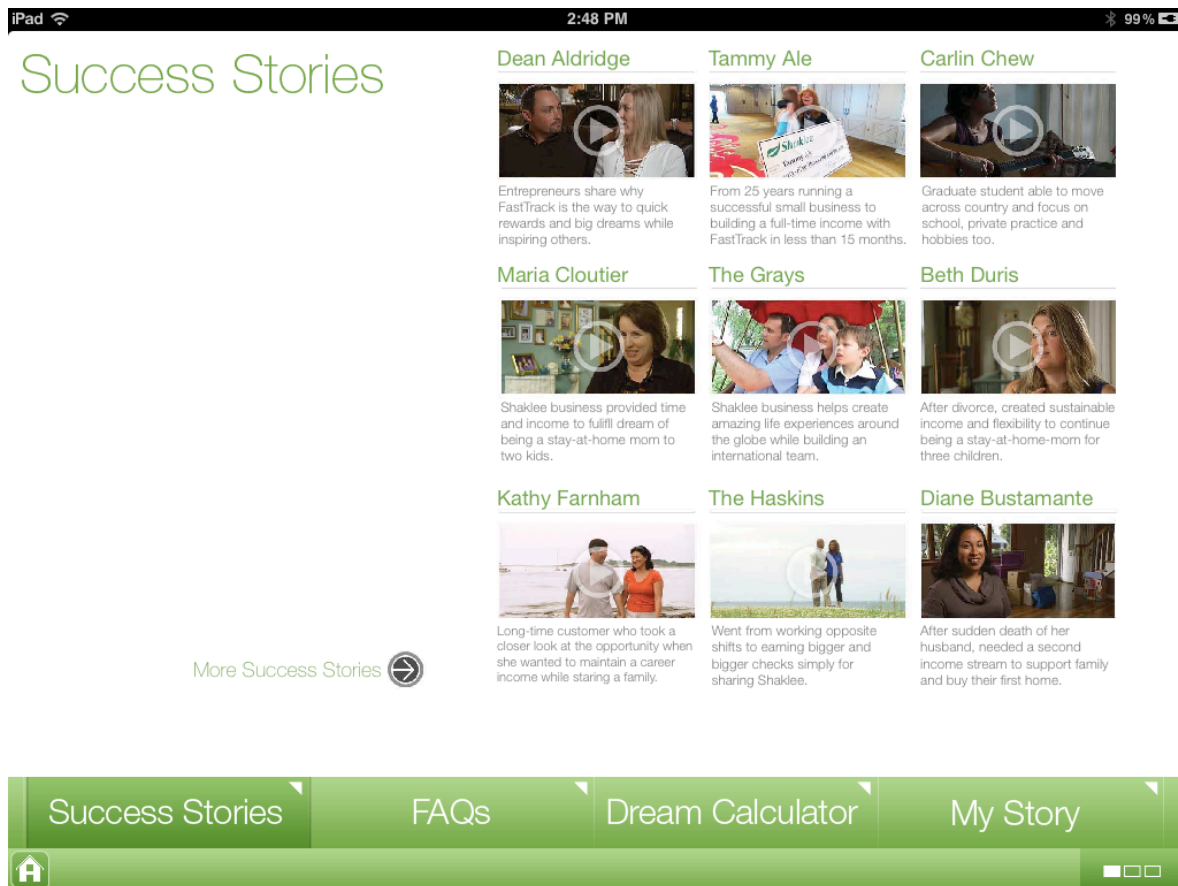 iPad
2:48 PM
99%
Success Stories
Dean Aldridge
Entrepreneurs share why
FastTrack is the way to quick
rewards and big dreams while
inspiring others.
Tammy Ale
Shaklee
Tammy
From 25 years running a
successful small business to
building a full-time income with
FastTrack in less than 15 months.
Carlin Chew
Graduate student able to move
across country and focus on
school, private practice and
hobbies too.
Maria Cloutier
Shaklee business provided time
and income to fulifll dream of
being a stay-at-home mom to
two kids.
The Grays
Shaklee business helps create
amazing life experiences around
the globe while building an
international team.
Beth Duris
After divorce, created sustainable
income and flexibility to continue
being a stay-at-home-mom for
three children.
Kathy Farnham
Long-time customer who took a
closer look at the opportunity when
she wanted to maintain a career
income while staring a family.
The Haskins
Went from working opposite
shifts to earning bigger and
bigger checks simply for
sharing Shaklee.
Diane Bustamante
After sudden death of her
husband, needed a second
income stream to support family
and buy their first home.
More Success Stories
Success Stories
FAQs
Dream Calculator
My Story